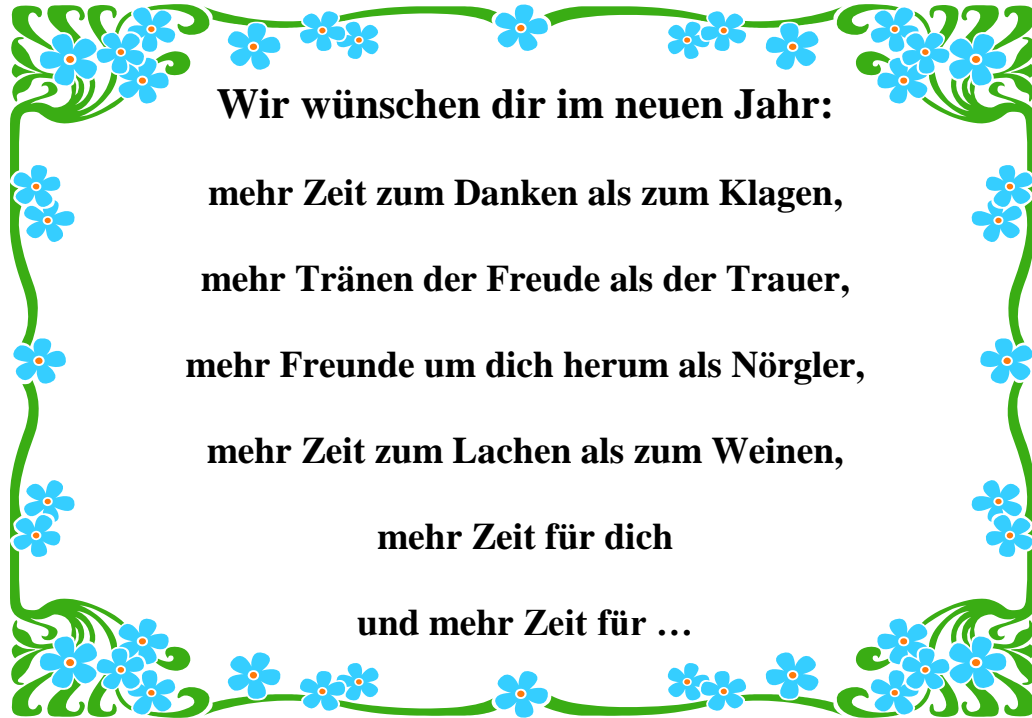 Wir wünschen dir im neuen Jahr:
mehr Zeit zum Danken als zum Klagen,
mehr Tränen der Freude als der Trauer,
mehr Freunde um dich herum als Nörgler,
mehr Zeit zum Lachen als zum Weinen,
mehr Zeit für dich
und mehr Zeit für …